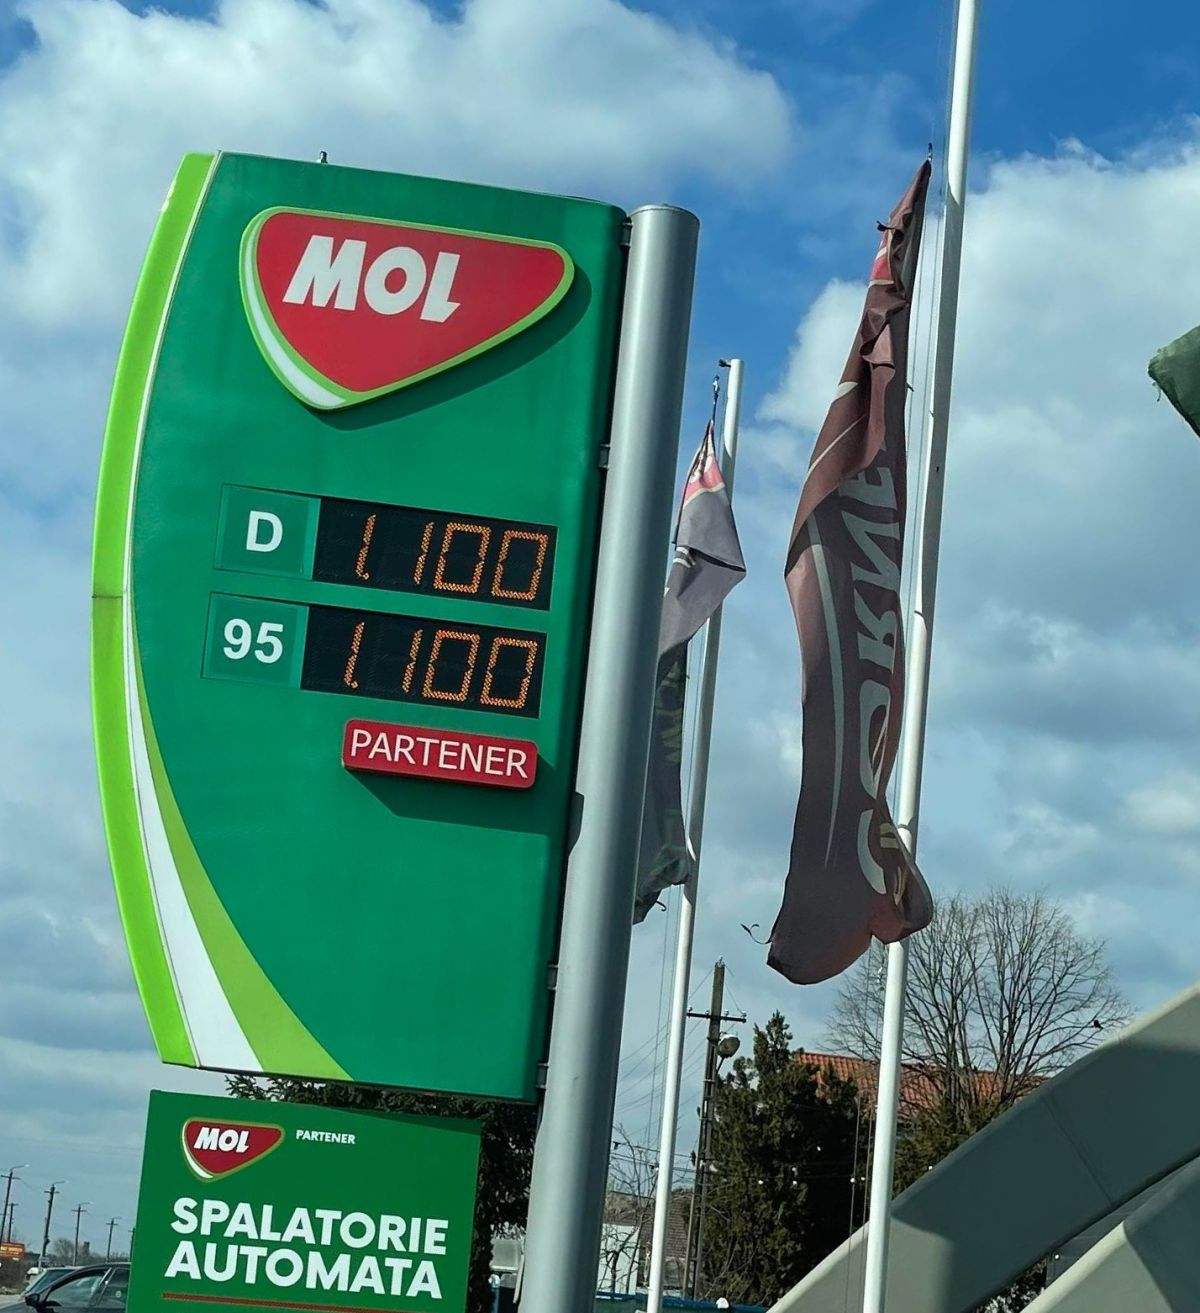 MOL
D 1.100
95 1.100
PARTENER
MOL PARTENER
SPALATORIE
AUTOMATA